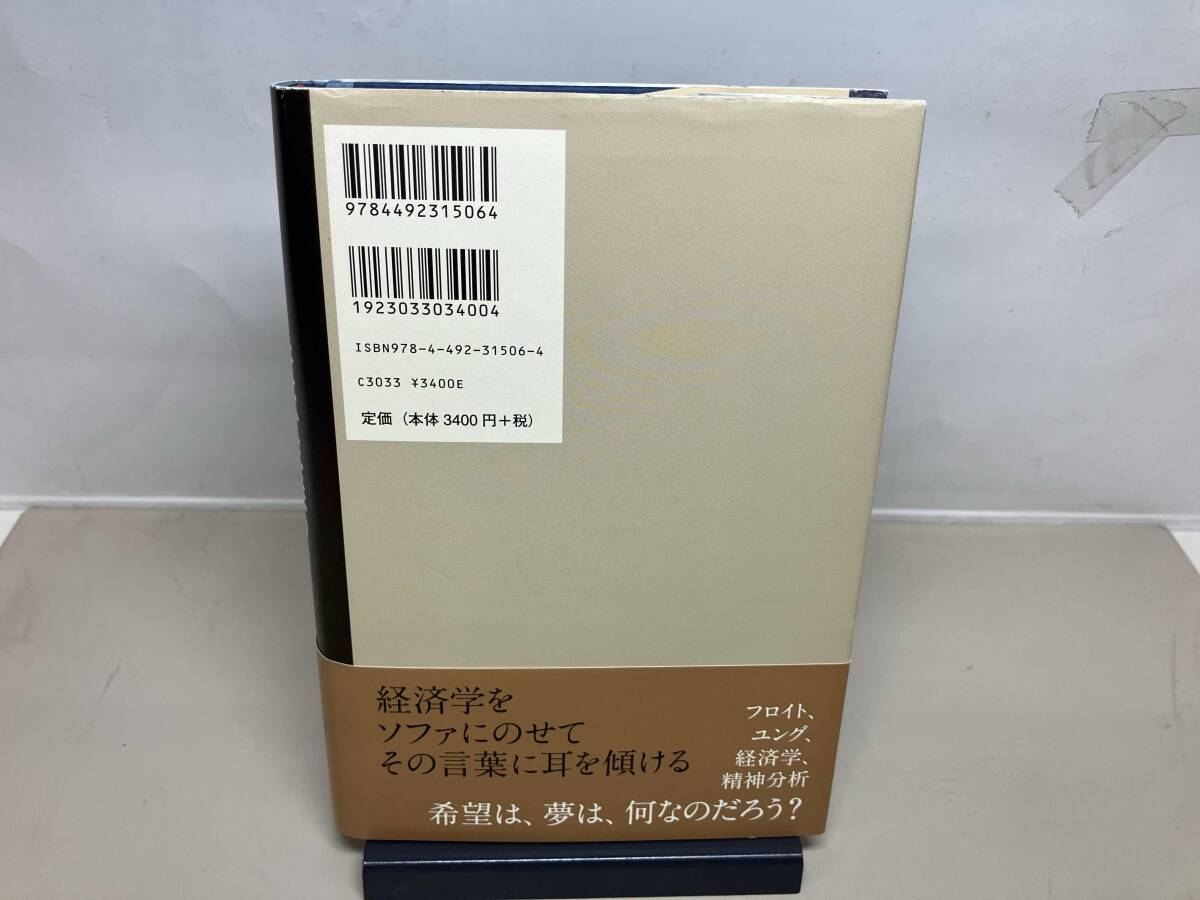 9784492315064
1923033034004
ISBN978-4-492-31506-4
C3033 ¥3400E
定価（本体3400円＋税）
経済学を
ソファにのせて
その言葉に耳を傾ける
フロイト、
ユング、
経済学、
精神分析
希望は、夢は、何なのだろう？